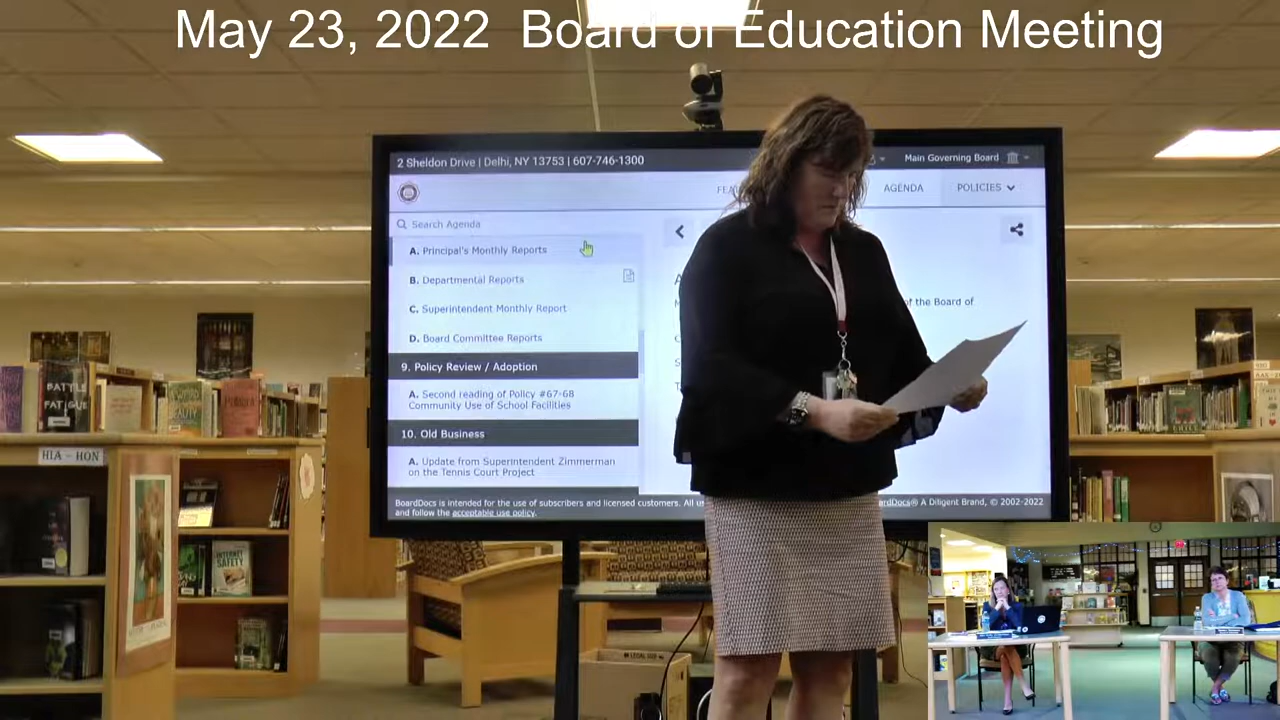 May 23, 2022 Board of Education Meeting
2 Sheldon Drive | Delhi, NY 13753 | 607-746-1300
Main Governing Board
AGENDA
POLICIES
Search Agenda
A. Principal's Monthly Reports
B. Departmental Reports
C. Superintendent Monthly Report
of the Board of
D. Board Committee Reports
9. Policy Review / Adoption
A. Second reading of Policy #67-68
Community Use of School Facilities
10. Old Business
A. Update from Superintendent Zimmerman
on the Tennis Court Project
BoardDocs is intended for the use of subscribers and licensed customers. All
and follow the acceptable use policy.
A Diligent Brand, © 2002-2022
BATTLE
FATIGUE
HIA - HON
INTERNET
SAFETY